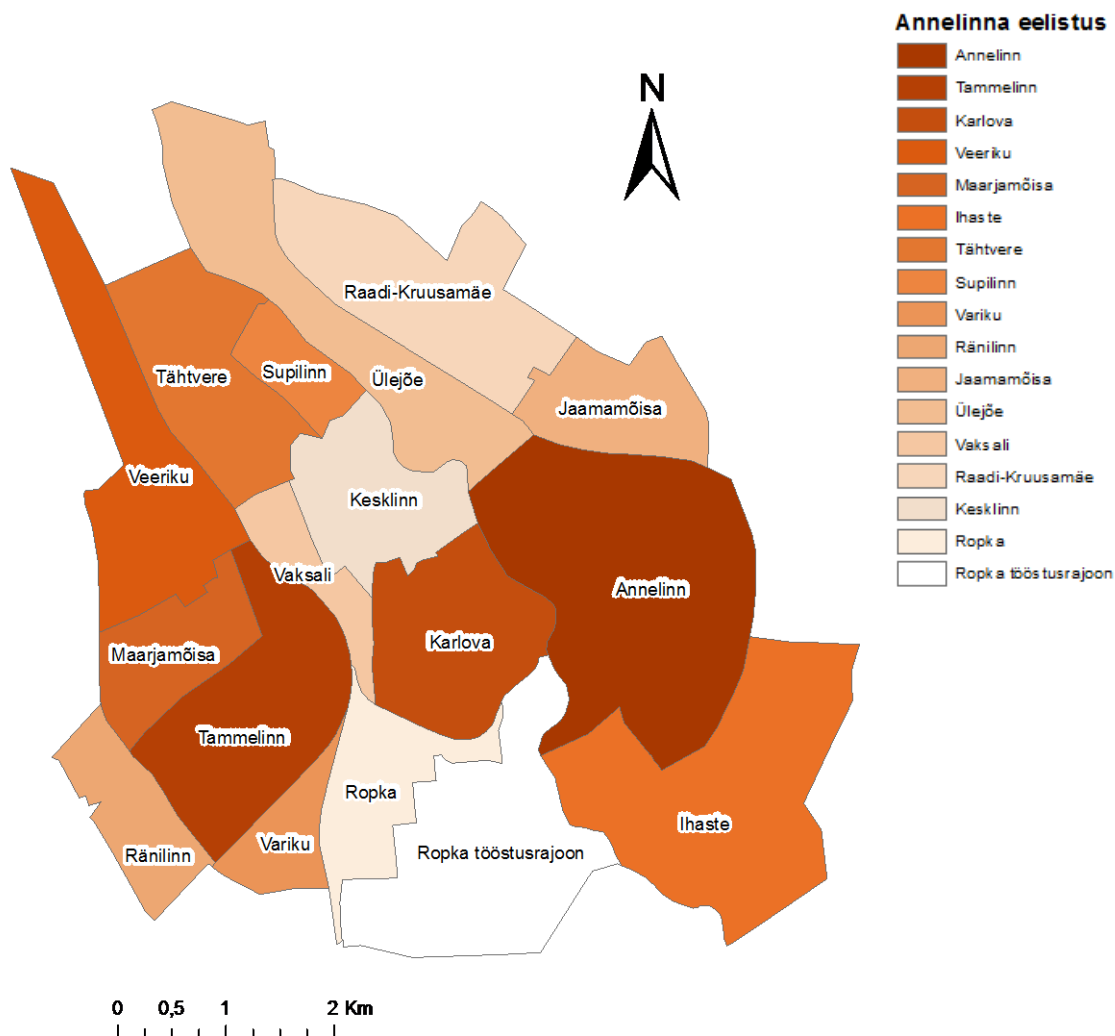 Annelinna eelistus
Annelinn
Tammelinn
Karlova
Veeriku
Maarjamõisa
Ihaste
Tähtvere
Supilinn
Variku
Ränilinn
Jaamamõisa
Ülejõe
Vaksali
Raadi-Kruusamäe
Kesklinn
Ropka
Ropka tööstusrajoon
N
Raadi-Kruusamäe
Tähtvere
Supilinn
Ülejõe
Jaamamõisa
Veeriku
Kesklinn
Vaksali
Annelinn
Karlova
Maarjamõisa
Tammelinn
Ropka
Ihaste
Variku
Ränilinn
Ropka tööstusrajoon
0 0,5 1 2 Km